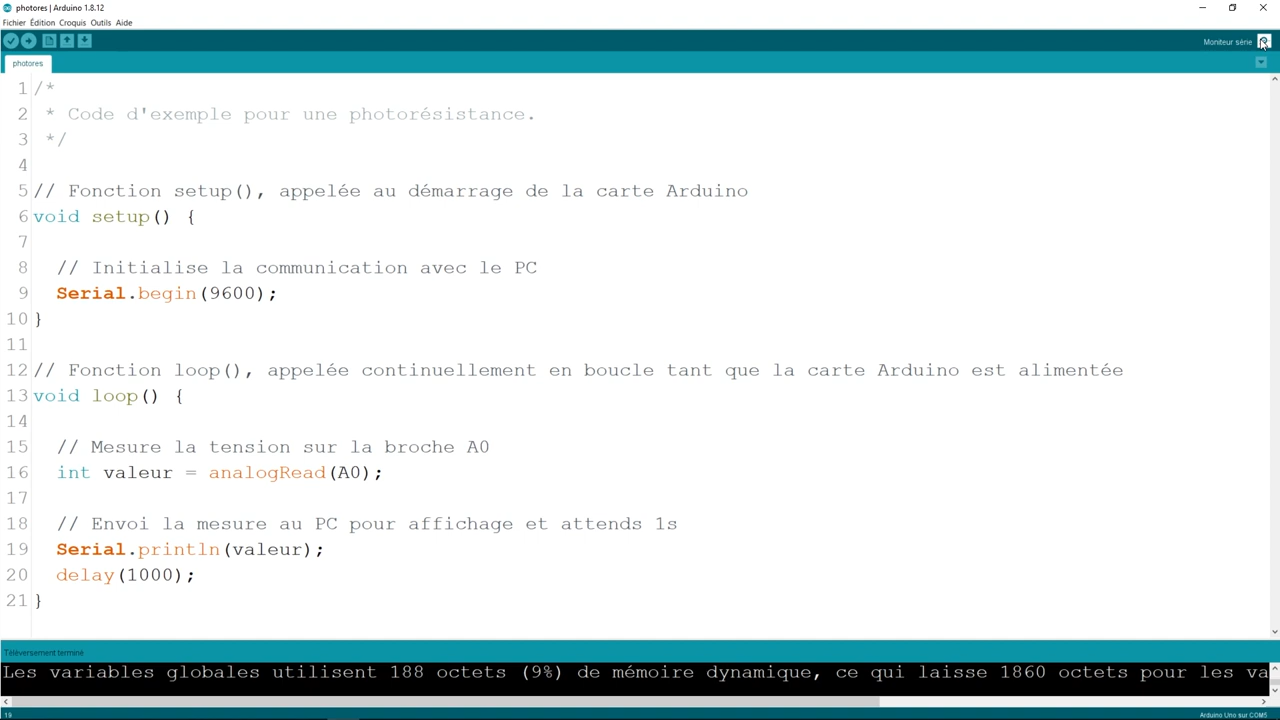 photores | Arduino 1.8.12
Fichier Édition Croquis Outils Aide
Moniteur série
photores
1 /*
2 * Code d'exemple pour une photorésistance.
3 */
4
5 // Fonction setup(), appelée au démarrage de la carte Arduino
6 void setup() {
7
8 // Initialise la communication avec le PC
9 Serial.begin(9600);
10 }
11
12 // Fonction loop(), appelée continuellement en boucle tant que la carte Arduino est alimentée
13 void loop() {
14
15 // Mesure la tension sur la broche A0
16 int valeur = analogRead(A0);
17
18 // Envoi la mesure au PC pour affichage et attends 1s
19 Serial.println(valeur);
20 delay(1000);
21 }
Téléversement terminé
Les variables globales utilisent 188 octets (9%) de mémoire dynamique, ce qui laisse 1860 octets pour les va
19
Arduino Uno sur COM5